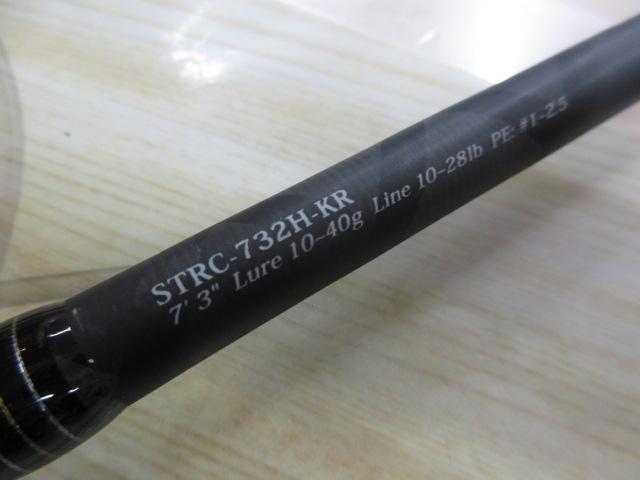 STRC-732H-KR
7' 3" Lure 10~40g Line 10~28lb PE: #1~2.5